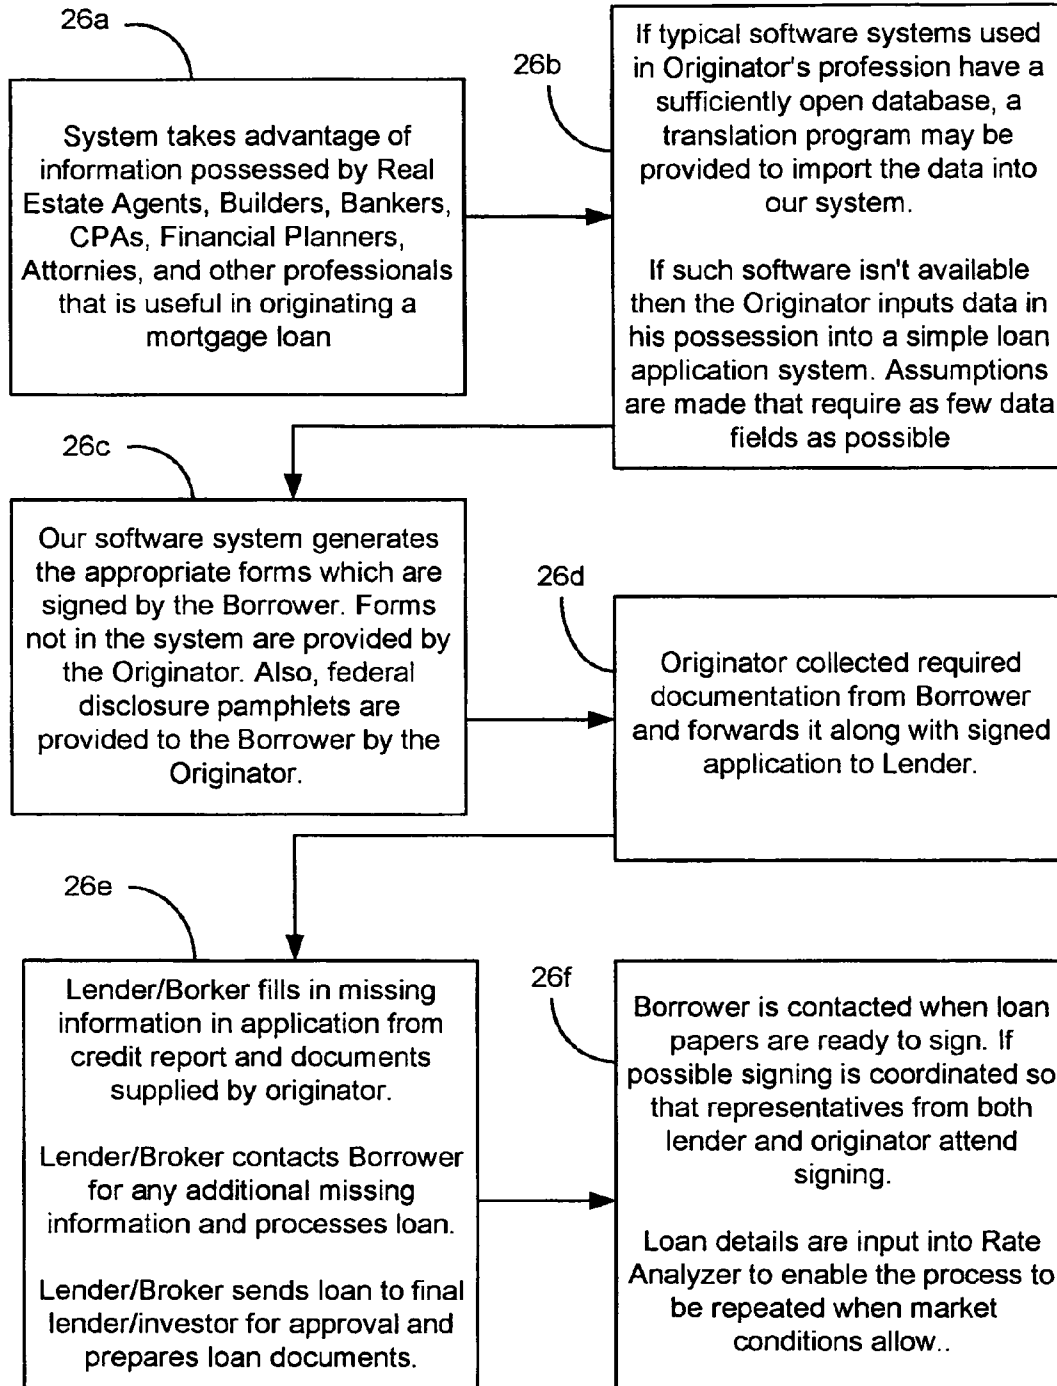 26a
System takes advantage of
information possessed by Real
Estate Agents, Builders, Bankers,
CPAs, Financial Planners,
Attornies, and other professionals
that is useful in originating a
mortgage loan
26b
If typical software systems used
in Originator's profession have a
sufficiently open database, a
translation program may be
provided to import the data into
our system.
If such software isn't available
then the Originator inputs data in
his possession into a simple loan
application system. Assumptions
are made that require as few data
fields as possible
26c
Our software system generates
the appropriate forms which are
signed by the Borrower. Forms
not in the system are provided by
the Originator. Also, federal
disclosure pamphlets are
provided to the Borrower by the
Originator.
26d
Originator collected required
documentation from Borrower
and forwards it along with signed
application to Lender.
26e
Lender/Borker fills in missing
information in application from
credit report and documents
supplied by originator.
Lender/Broker contacts Borrower
for any additional missing
information and processes loan.
Lender/Broker sends loan to final
lender/investor for approval and
prepares loan documents.
26f
Borrower is contacted when loan
papers are ready to sign. If
possible signing is coordinated so
that representatives from both
lender and originator attend
signing.
Loan details are input into Rate
Analyzer to enable the process to
be repeated when market
conditions allow..